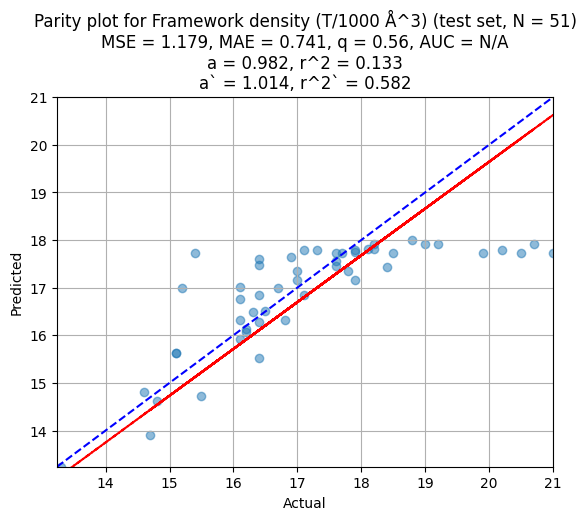 Parity plot for Framework density (T/1000 Å^3) (test set, N = 51)
MSE = 1.179, MAE = 0.741, q = 0.56, AUC = N/A
a = 0.982, r^2 = 0.133
a` = 1.014, r^2` = 0.582
21
20
19
18
17
16
15
14
Predicted
14 15 16 17 18 19 20 21
Actual